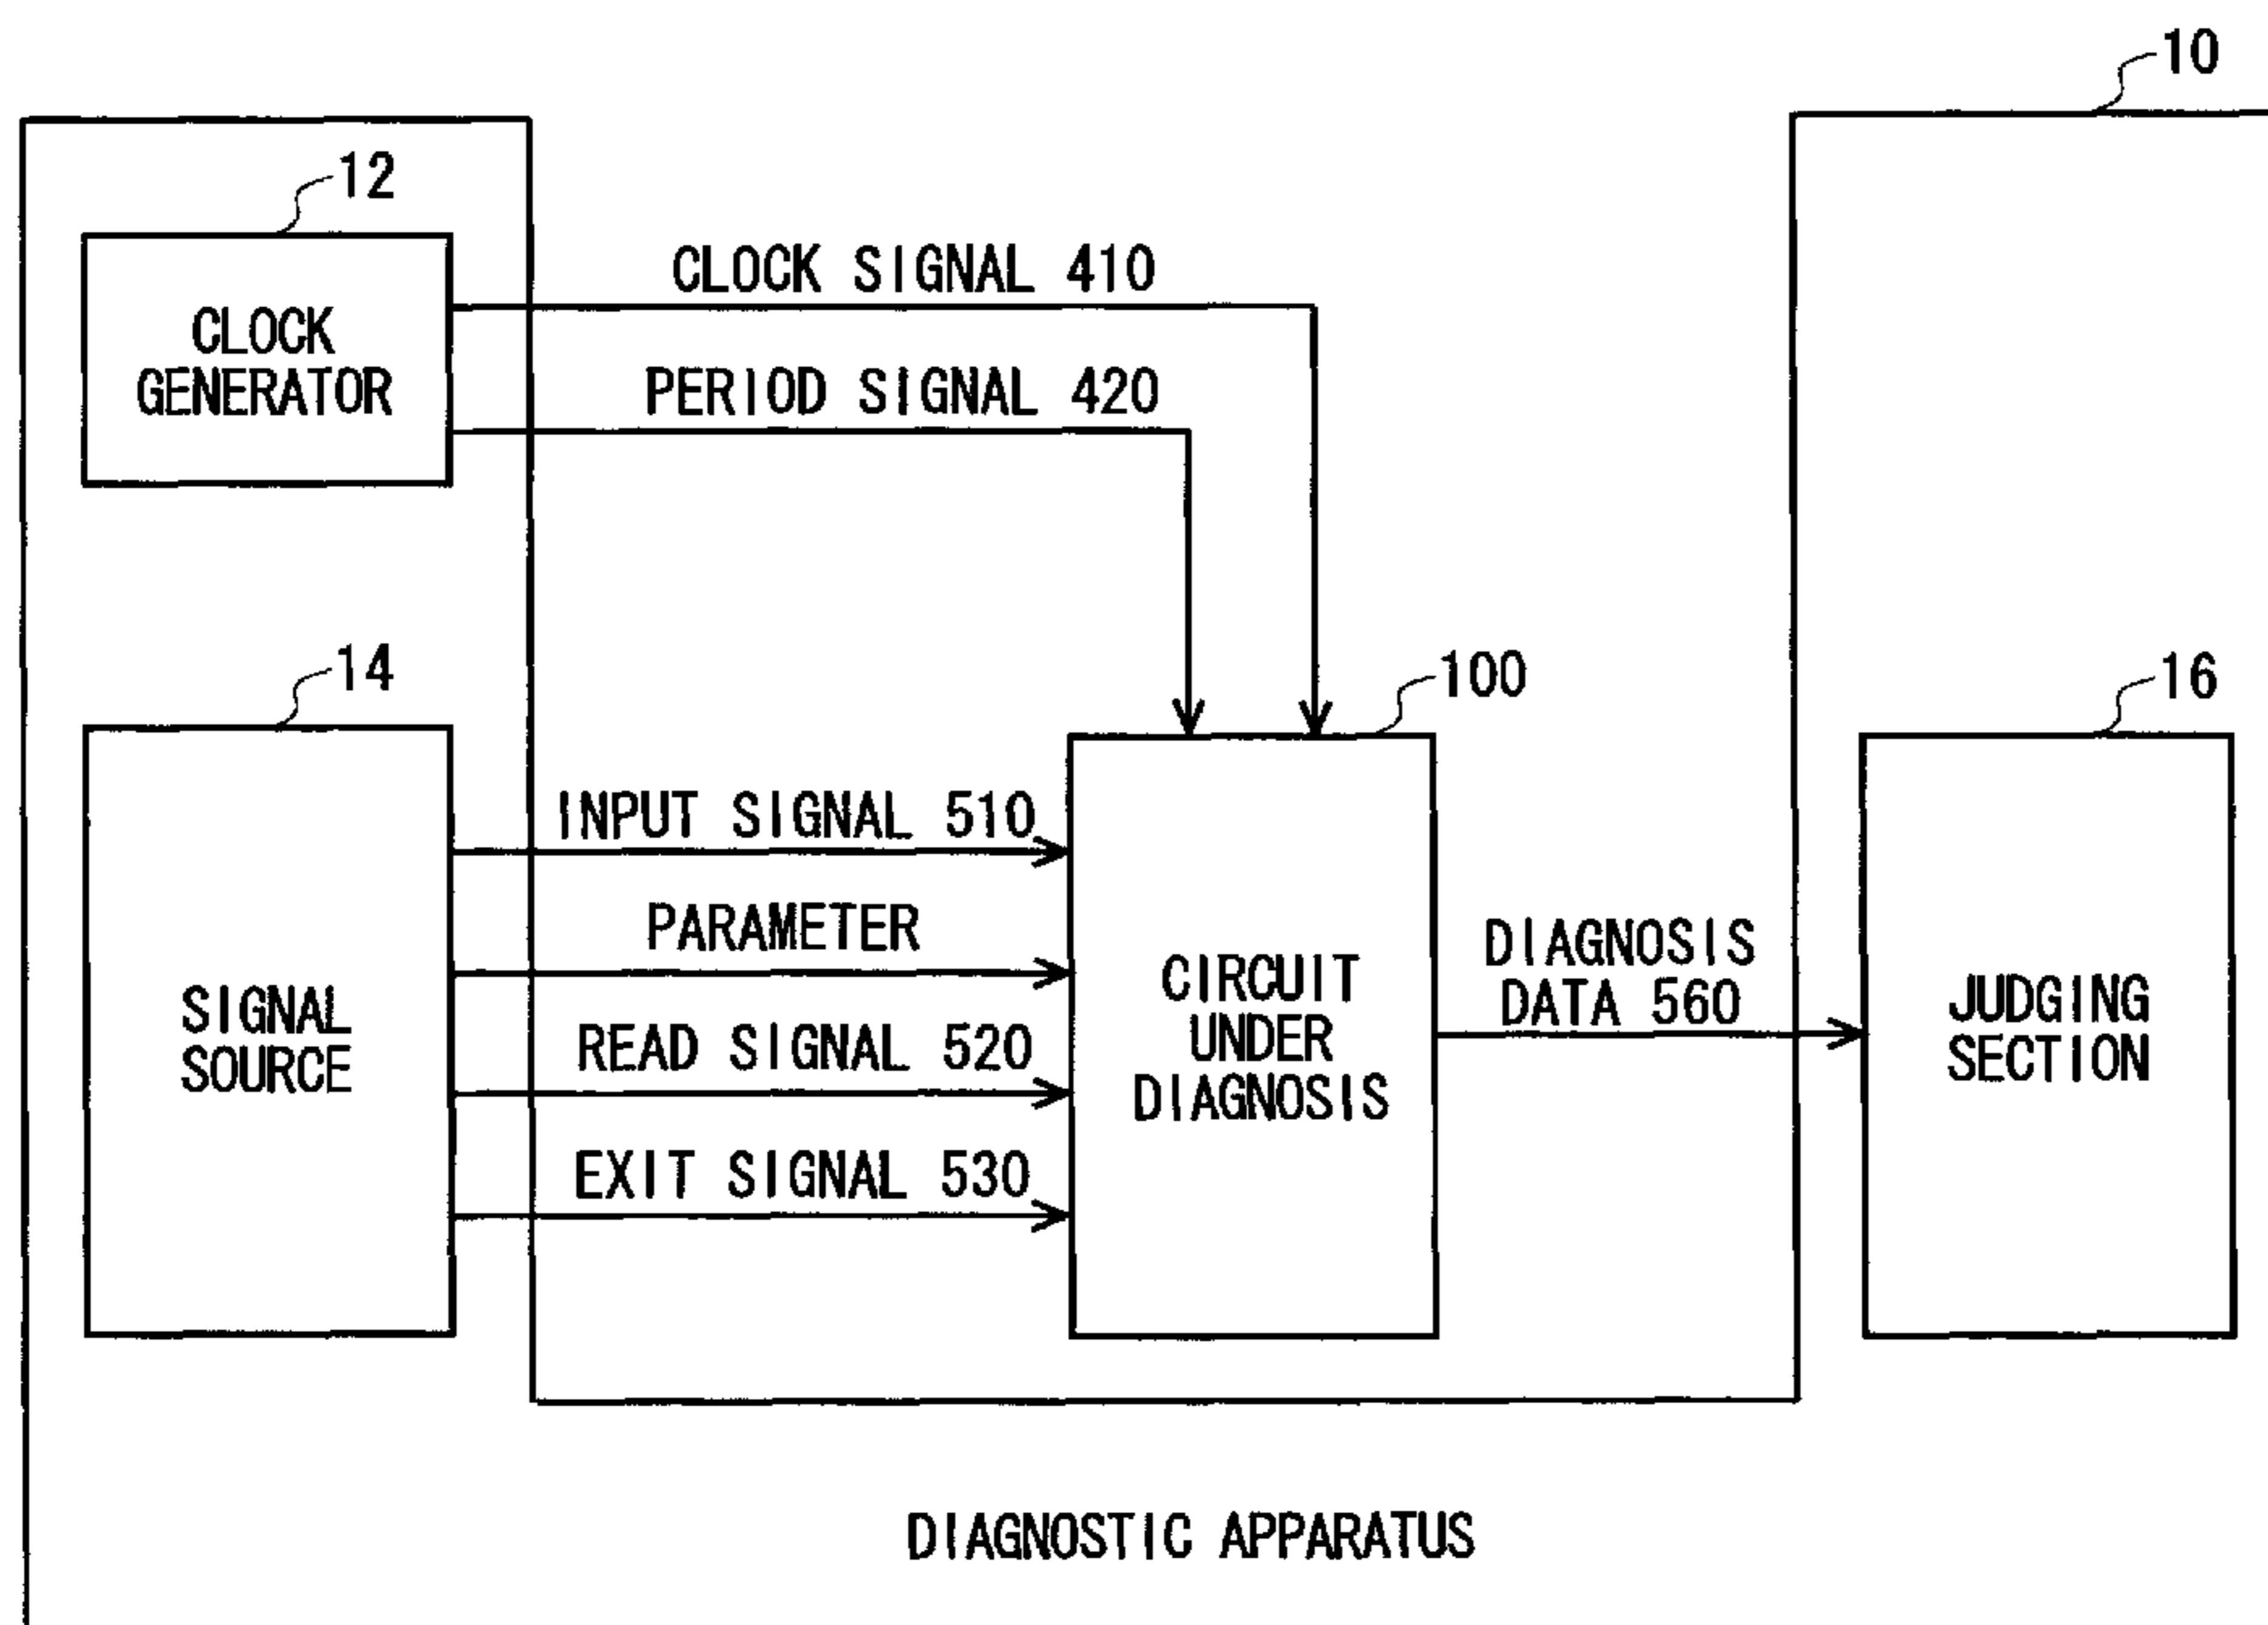 10
12
CLOCK
GENERATOR
CLOCK SIGNAL 410
PERIOD SIGNAL 420
14
100
16
SIGNAL
SOURCE
INPUT SIGNAL 510
PARAMETER
READ SIGNAL 520
EXIT SIGNAL 530
CIRCUIT
UNDER
DIAGNOSIS
DIAGNOSIS
DATA 560
JUDGING
SECTION
DIAGNOSTIC APPARATUS